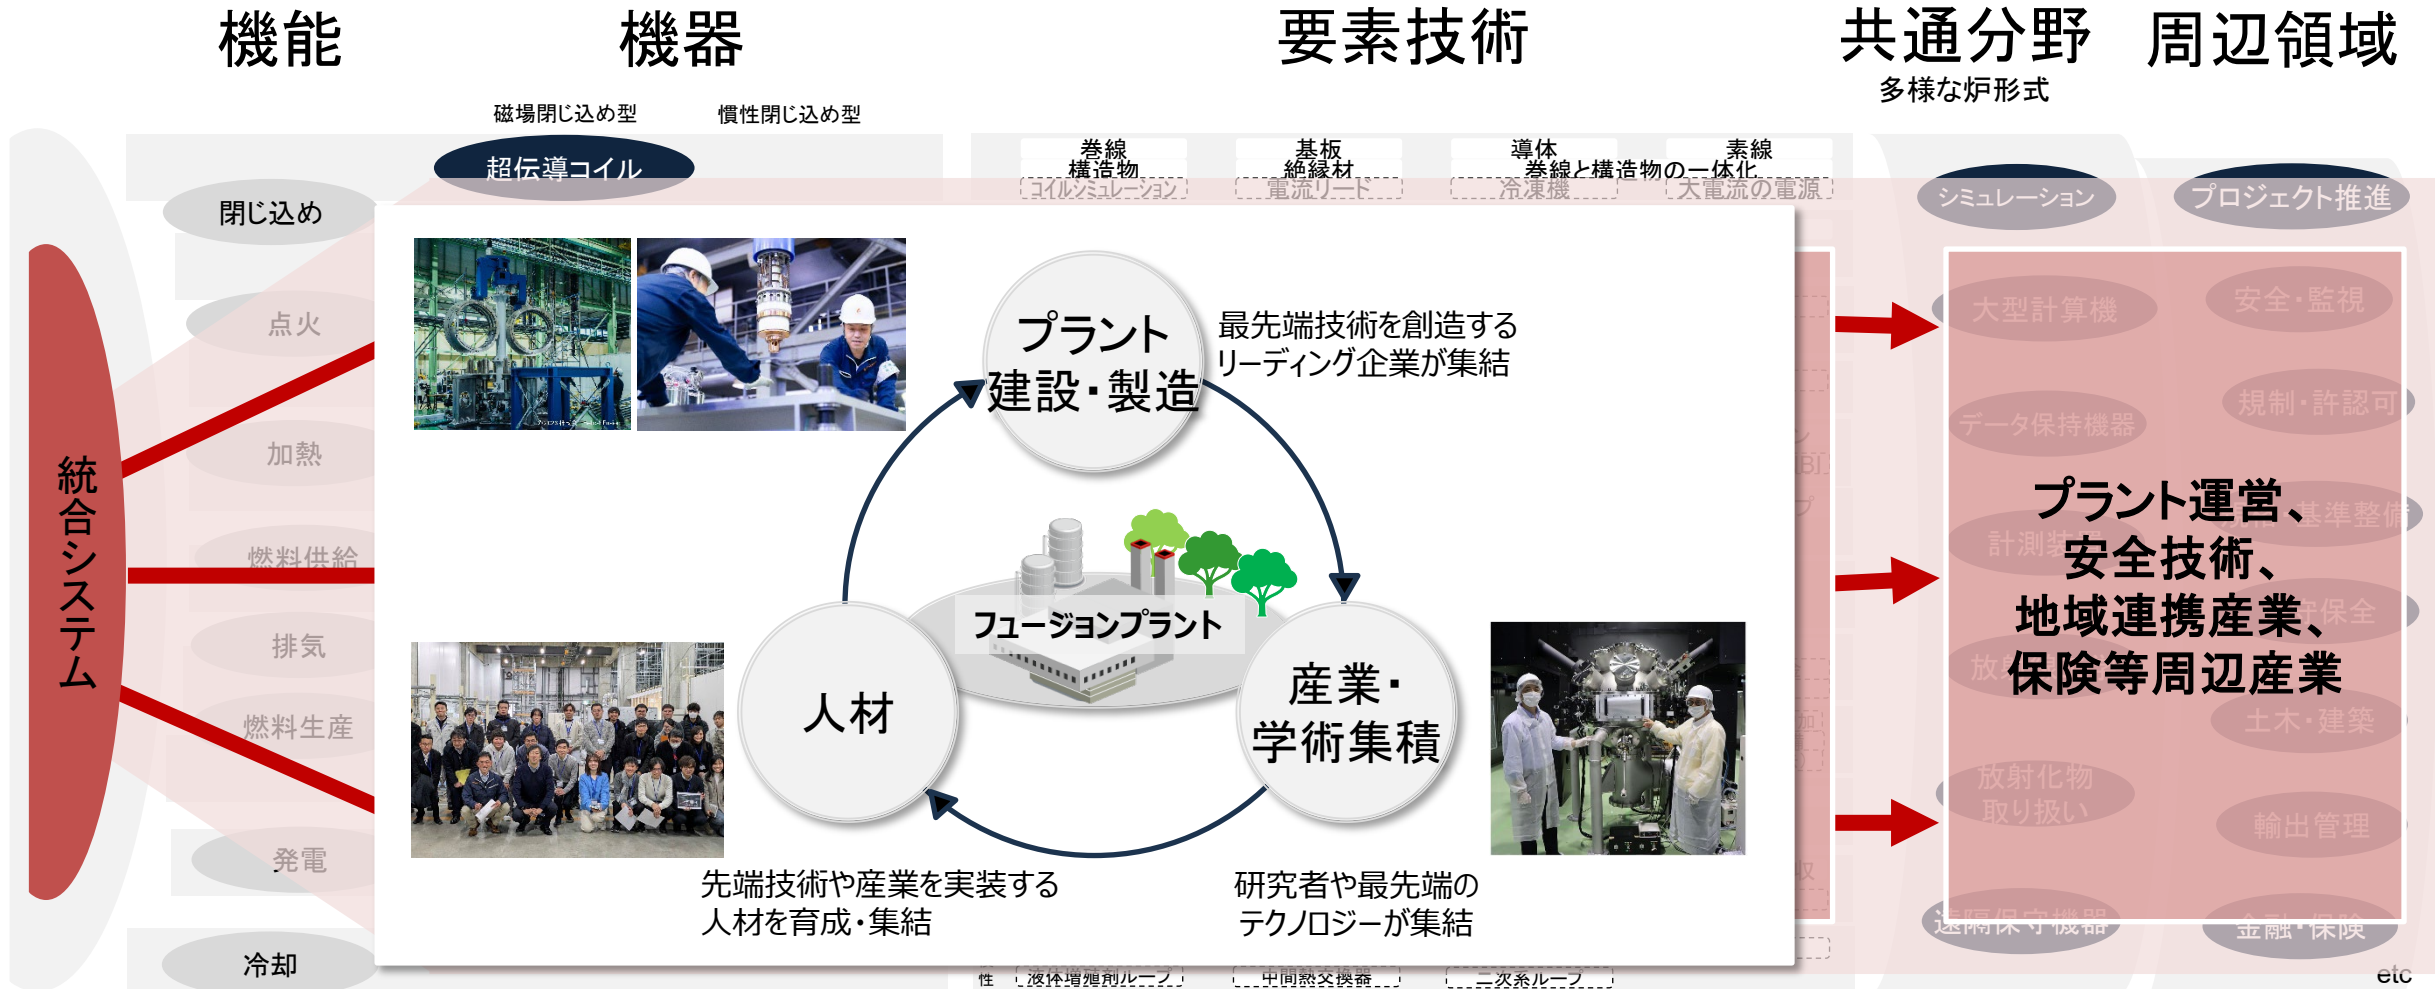 機能
機器
要素技術
共通分野
周辺領域
多様な炉形式
磁場閉じ込め型
慣性閉じ込め型
超伝導コイル
巻線
基板
導体
素線
構造物
絶縁材
巻線と構造物の一体化
コイルシミュレーション
電流リード
冷凍機
大電流の電源
シミュレーション
プロジェクト推進
閉じ込め
点火
加熱
燃料供給
排気
燃料生産
発電
冷却
統合システム
プラント
建設・製造
最先端技術を創造する
リーディング企業が集結
フュージョンプラント
人材
産業・
学術集積
先端技術や産業を実装する
人材を育成・集結
研究者や最先端の
テクノロジーが集結
大型計算機
安全・監視
データ保持機器
規制・許認可
計測装
基準整備
プラント運営、
安全技術、
地域連携産業、
保険等周辺産業
守保全
放射
土木・建築
放射化物
取り扱い
輸出管理
遠隔保守機器
金融・保険
収
性
液体増殖剤ループ
中間熱交換器
二次系ループ
etc